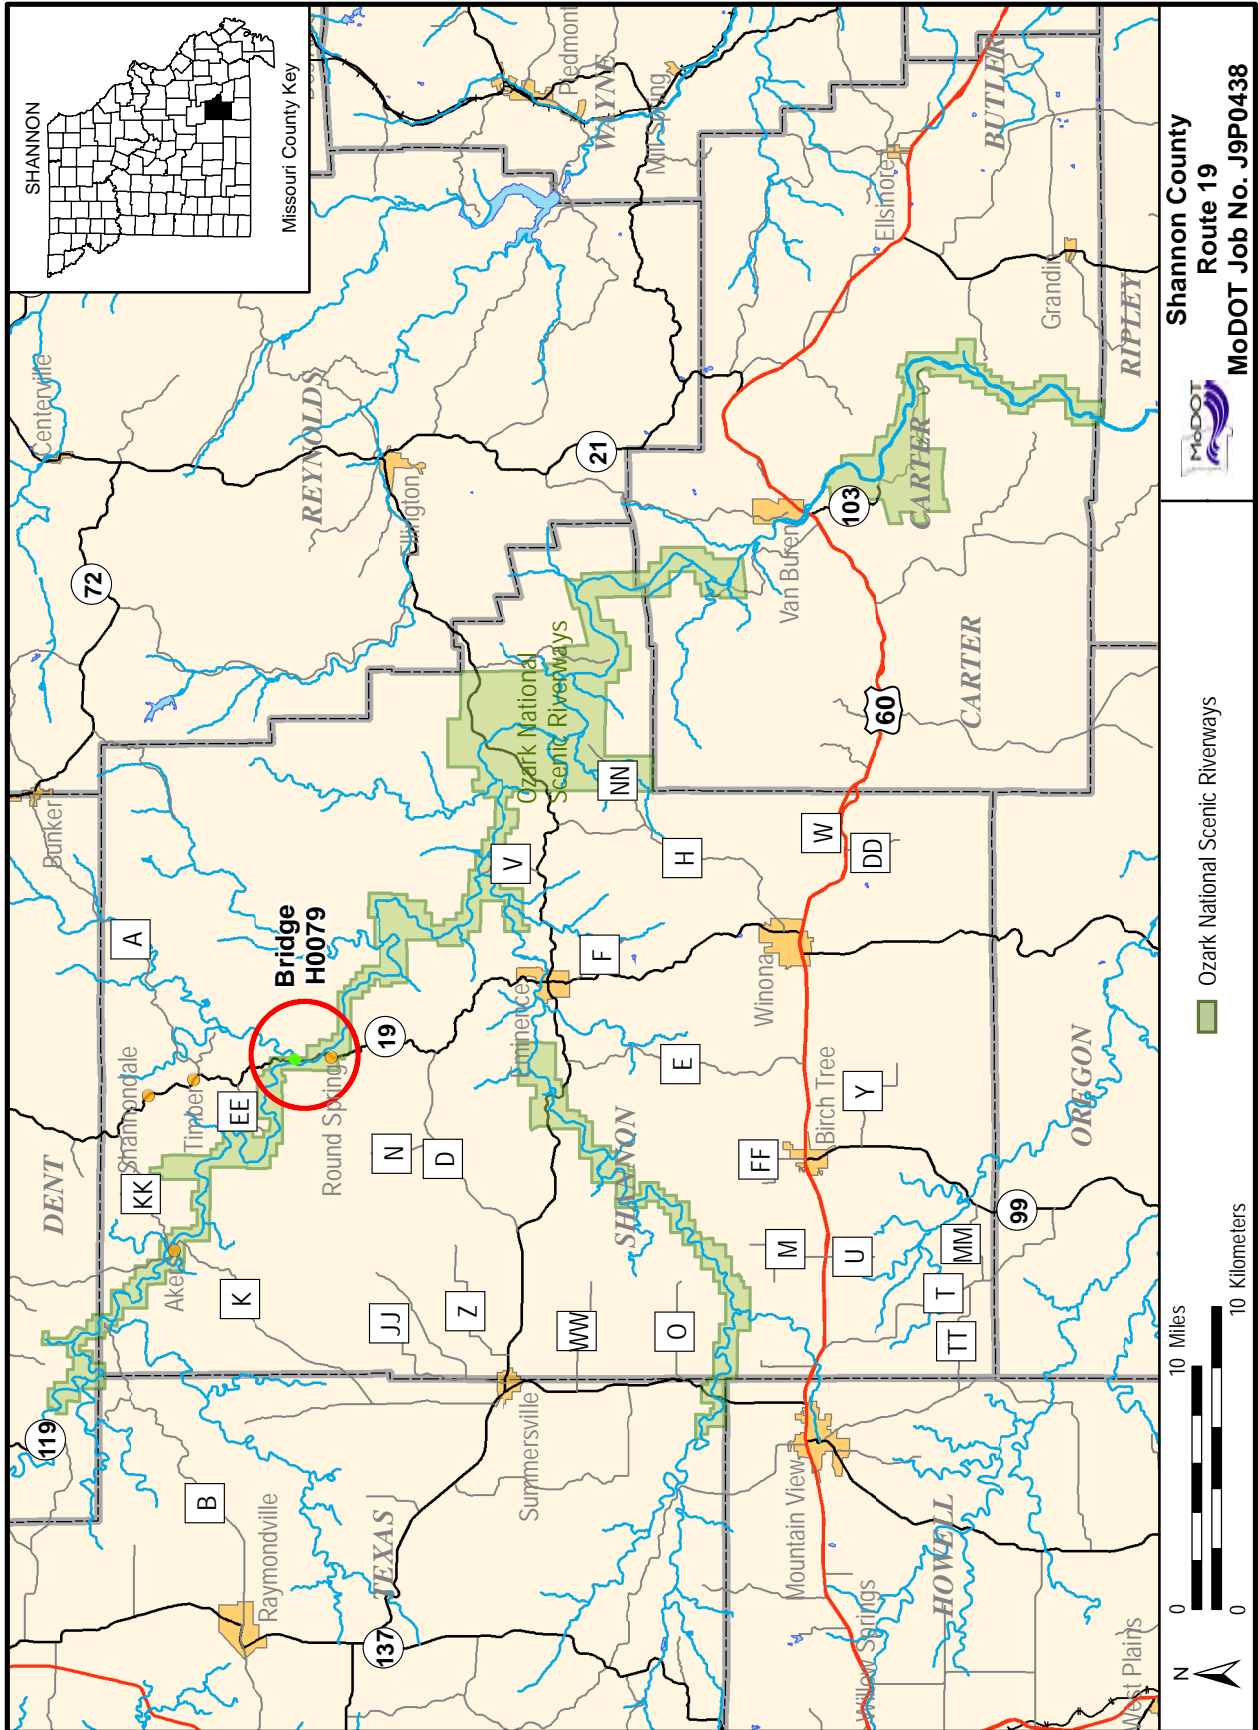 SHANNON
Missouri County Key
Centerville
Bunker
72
REYNOLDS
Ellington
21
Piedmont
WAYNE
Mill Spring
BUTLER
Ellsinore
Grandin
RIPLEY
CARTER
103
Van Buren
CARTER
60
Ozark National
Scenic Riverways
NN
V
H
W
DD
A
Bridge
H0079
F
19
Eminence
Winona
Shannondale
Timber
EE
Round Spring
DENT
KK
Akers
N
D
E
Y
Birch Tree
FF
SHANNON
OREGON
99
K
JJ
Z
WW
O
M
U
MM
T
TT
119
B
Raymondville
TEXAS
137
Summersville
Mountain View
HOWELL
Willow Springs
West Plains
N
0 10 Miles
0 10 Kilometers
Ozark National Scenic Riverways
MoDOT
Shannon County
Route 19
MoDOT Job No. J9P0438